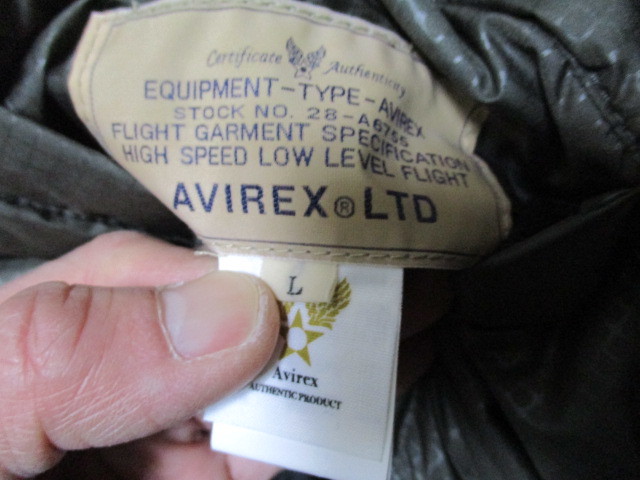 Certificate Authenticity
EQUIPMENT-TYPE-AVIREX
STOCK NO. 28-A6755
FLIGHT GARMENT SPECIFICATION
HIGH SPEED LOW LEVEL FLIGHT
AVIREX® LTD
L
Avirex
AUTHENTIC PRODUCT